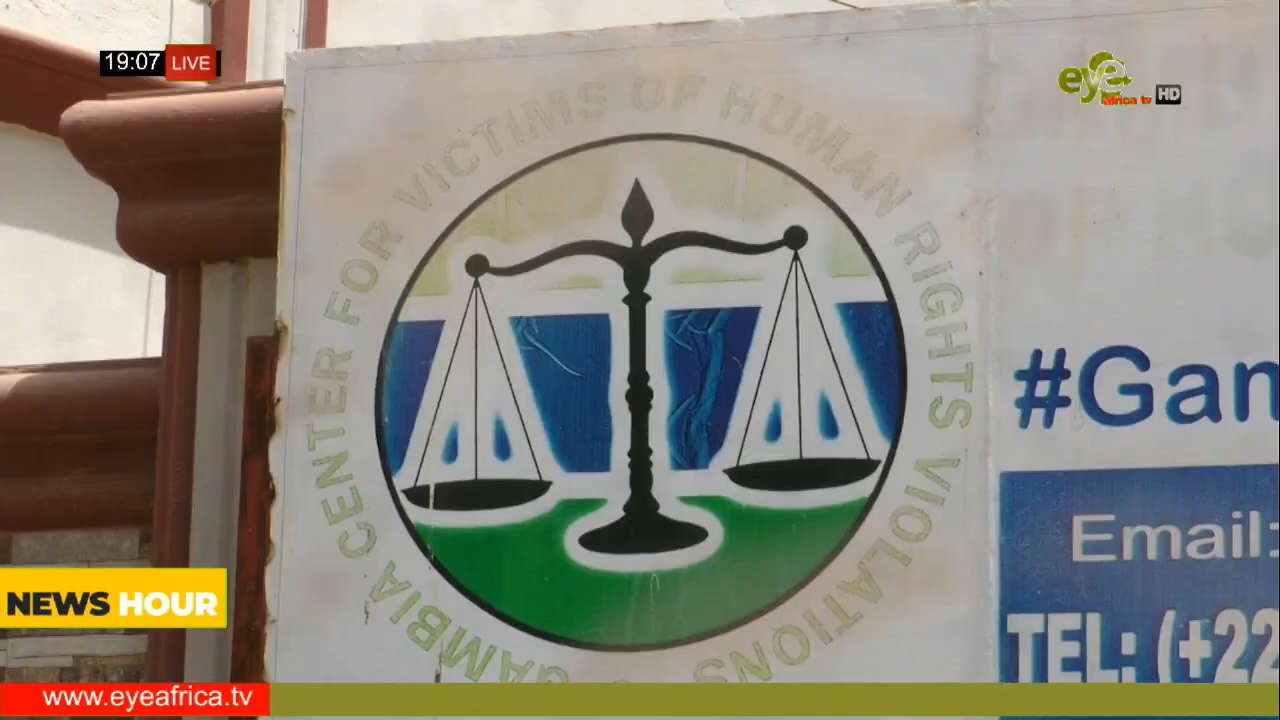 19:07 LIVE
eye
africa tv HD
GAMBIA CENTER FOR VICTIMS OF HUMAN RIGHTS VIOLATIONS
#Gam
Email:
TEL: (+22
NEWS HOUR
www.eyeafrica.tv